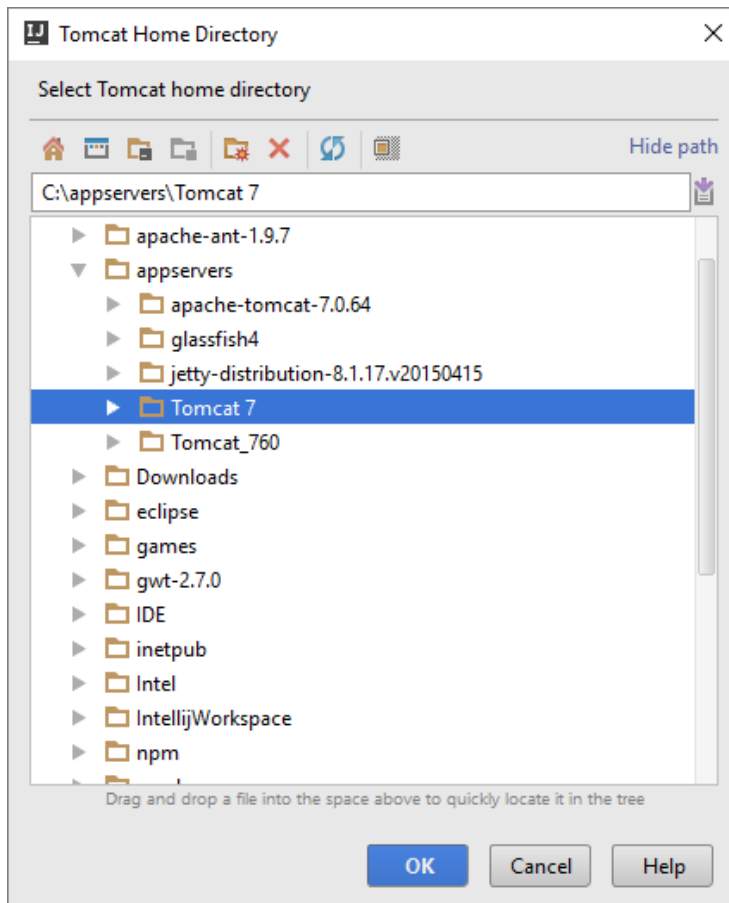 IJ Tomcat Home Directory
Select Tomcat home directory
Hide path
C:\appservers\Tomcat 7
apache-ant-1.9.7
appservers
apache-tomcat-7.0.64
glassfish4
jetty-distribution-8.1.17.v20150415
Tomcat 7
Tomcat_760
Downloads
eclipse
games
gwt-2.7.0
IDE
inetpub
Intel
IntellijWorkspace
npm
Drag and drop a file into the space above to quickly locate it in the tree
OK Cancel Help